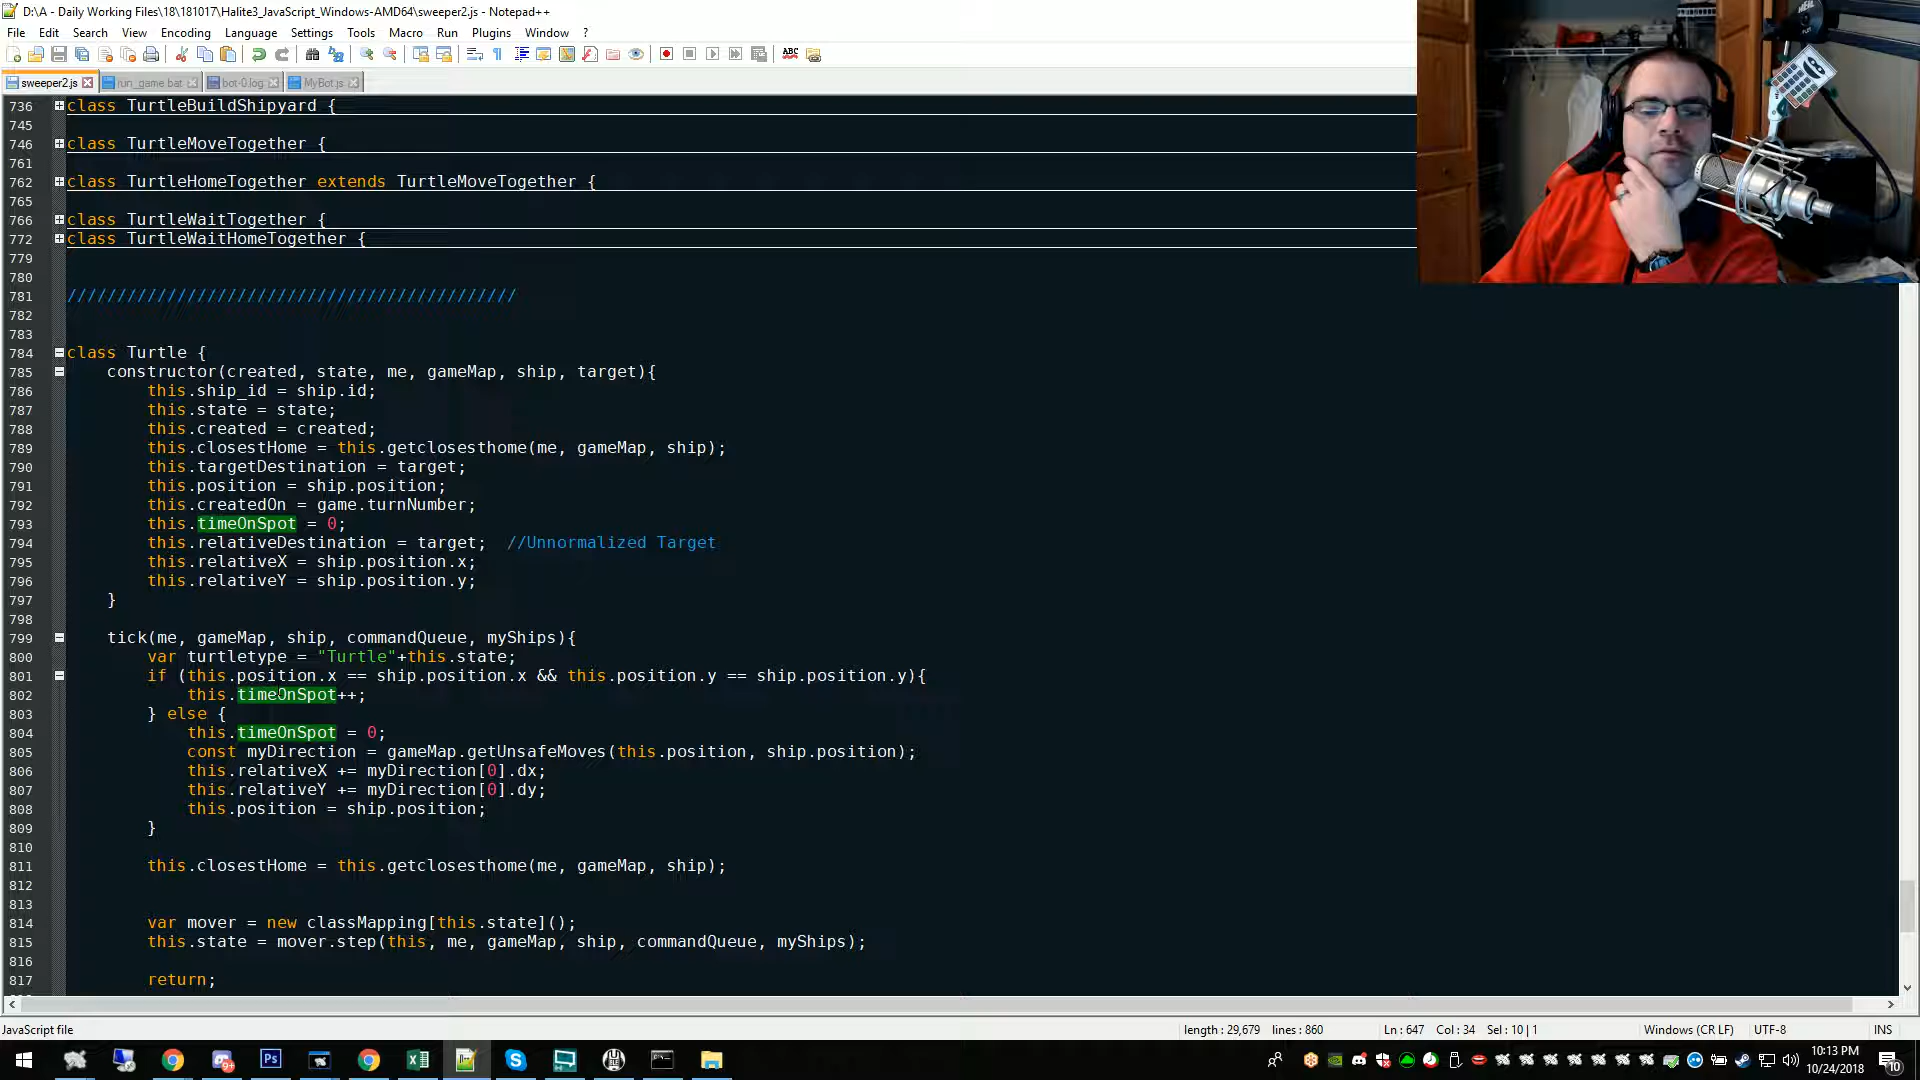 D:\A - Daily Working Files\18\181017\Halite3_JavaScript_Windows-AMD64\sweeper2.js - Notepad++
File Edit Search View Encoding Language Settings Tools Macro Run Plugins Window ?
sweeper2.js run_game.bat bot-0.log MyBot.js
736 class TurtleBuildShipyard {
745
746 class TurtleMoveTogether {
761
762 class TurtleHomeTogether extends TurtleMoveTogether {
765
766 class TurtleWaitTogether {
772 class TurtleWaitHomeTogether {
779
780
781 /////////////////////////////////////////////
782
783
784 class Turtle {
785 constructor(created, state, me, gameMap, ship, target){
786 this.ship_id = ship.id;
787 this.state = state;
788 this.created = created;
789 this.closestHome = this.getclosesthome(me, gameMap, ship);
790 this.targetDestination = target;
791 this.position = ship.position;
792 this.createdOn = game.turnNumber;
793 this.timeOnSpot = 0;
794 this.relativeDestination = target; //Unnormalized Target
795 this.relativeX = ship.position.x;
796 this.relativeY = ship.position.y;
797 }
798
799 tick(me, gameMap, ship, commandQueue, myShips){
800 var turtletype = "Turtle"+this.state;
801 if (this.position.x == ship.position.x && this.position.y == ship.position.y){
802 this.timeOnSpot++;
803 } else {
804 this.timeOnSpot = 0;
805 const myDirection = gameMap.getUnsafeMoves(this.position, ship.position);
806 this.relativeX += myDirection[0].dx;
807 this.relativeY += myDirection[0].dy;
808 this.position = ship.position;
809 }
810
811 this.closestHome = this.getclosesthome(me, gameMap, ship);
812
813
814 var mover = new classMapping[this.state]();
815 this.state = mover.step(this, me, gameMap, ship, commandQueue, myShips);
816
817 return;
JavaScript file length : 29,679 lines : 860 Ln : 647 Col : 34 Sel : 10 | 1 Windows (CR LF) UTF-8 INS
10:13 PM
10/24/2018